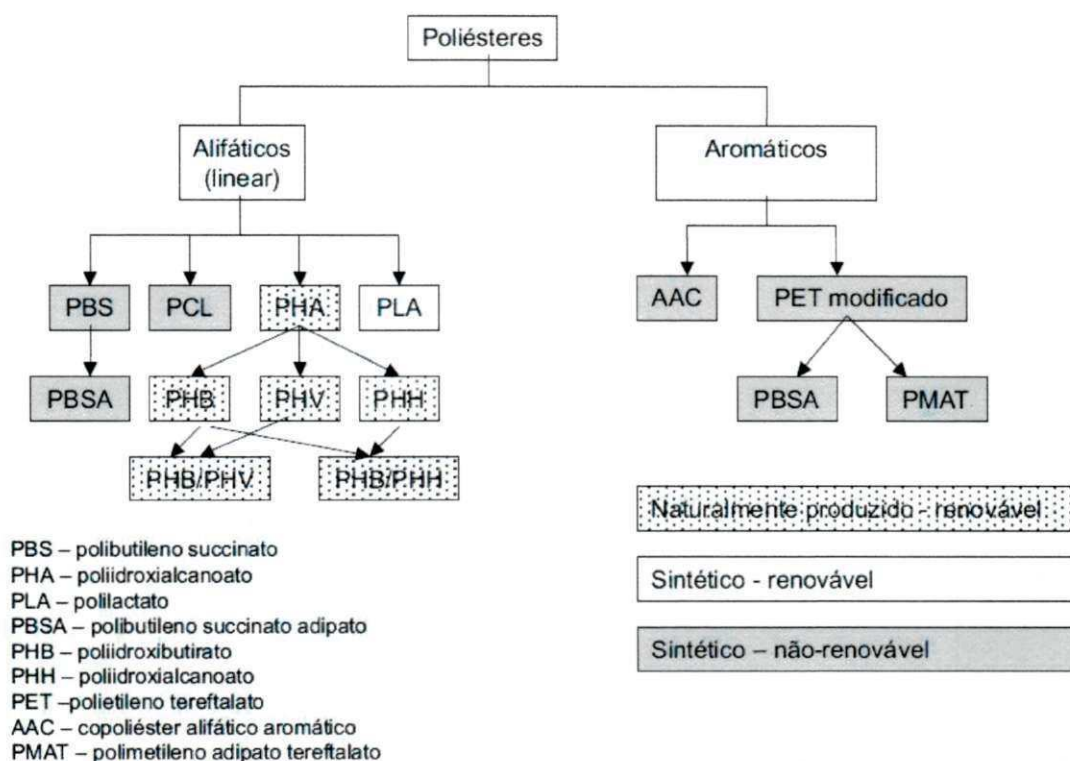 Poliésteres
Alifáticos
(linear)
Aromáticos
PBS
PCL
PHA
PLA
AAC
PET modificado
PBSA
PHB
PHV
PHH
PBSA
PMAT
PHB/PHV
PHB/PHH
Naturalmente produzido - renovável
Sintético - renovável
Sintético – não-renovável
PBS – polibutileno succinato
PHA – poliidroxialcanoato
PLA – polilactato
PBSA – polibutileno succinato adipato
PHB – poliidroxibutirato
PHH – poliidroxialcanoato
PET –polietileno tereftalato
AAC – copoliéster alifático aromático
PMAT – polimetileno adipato tereftalato